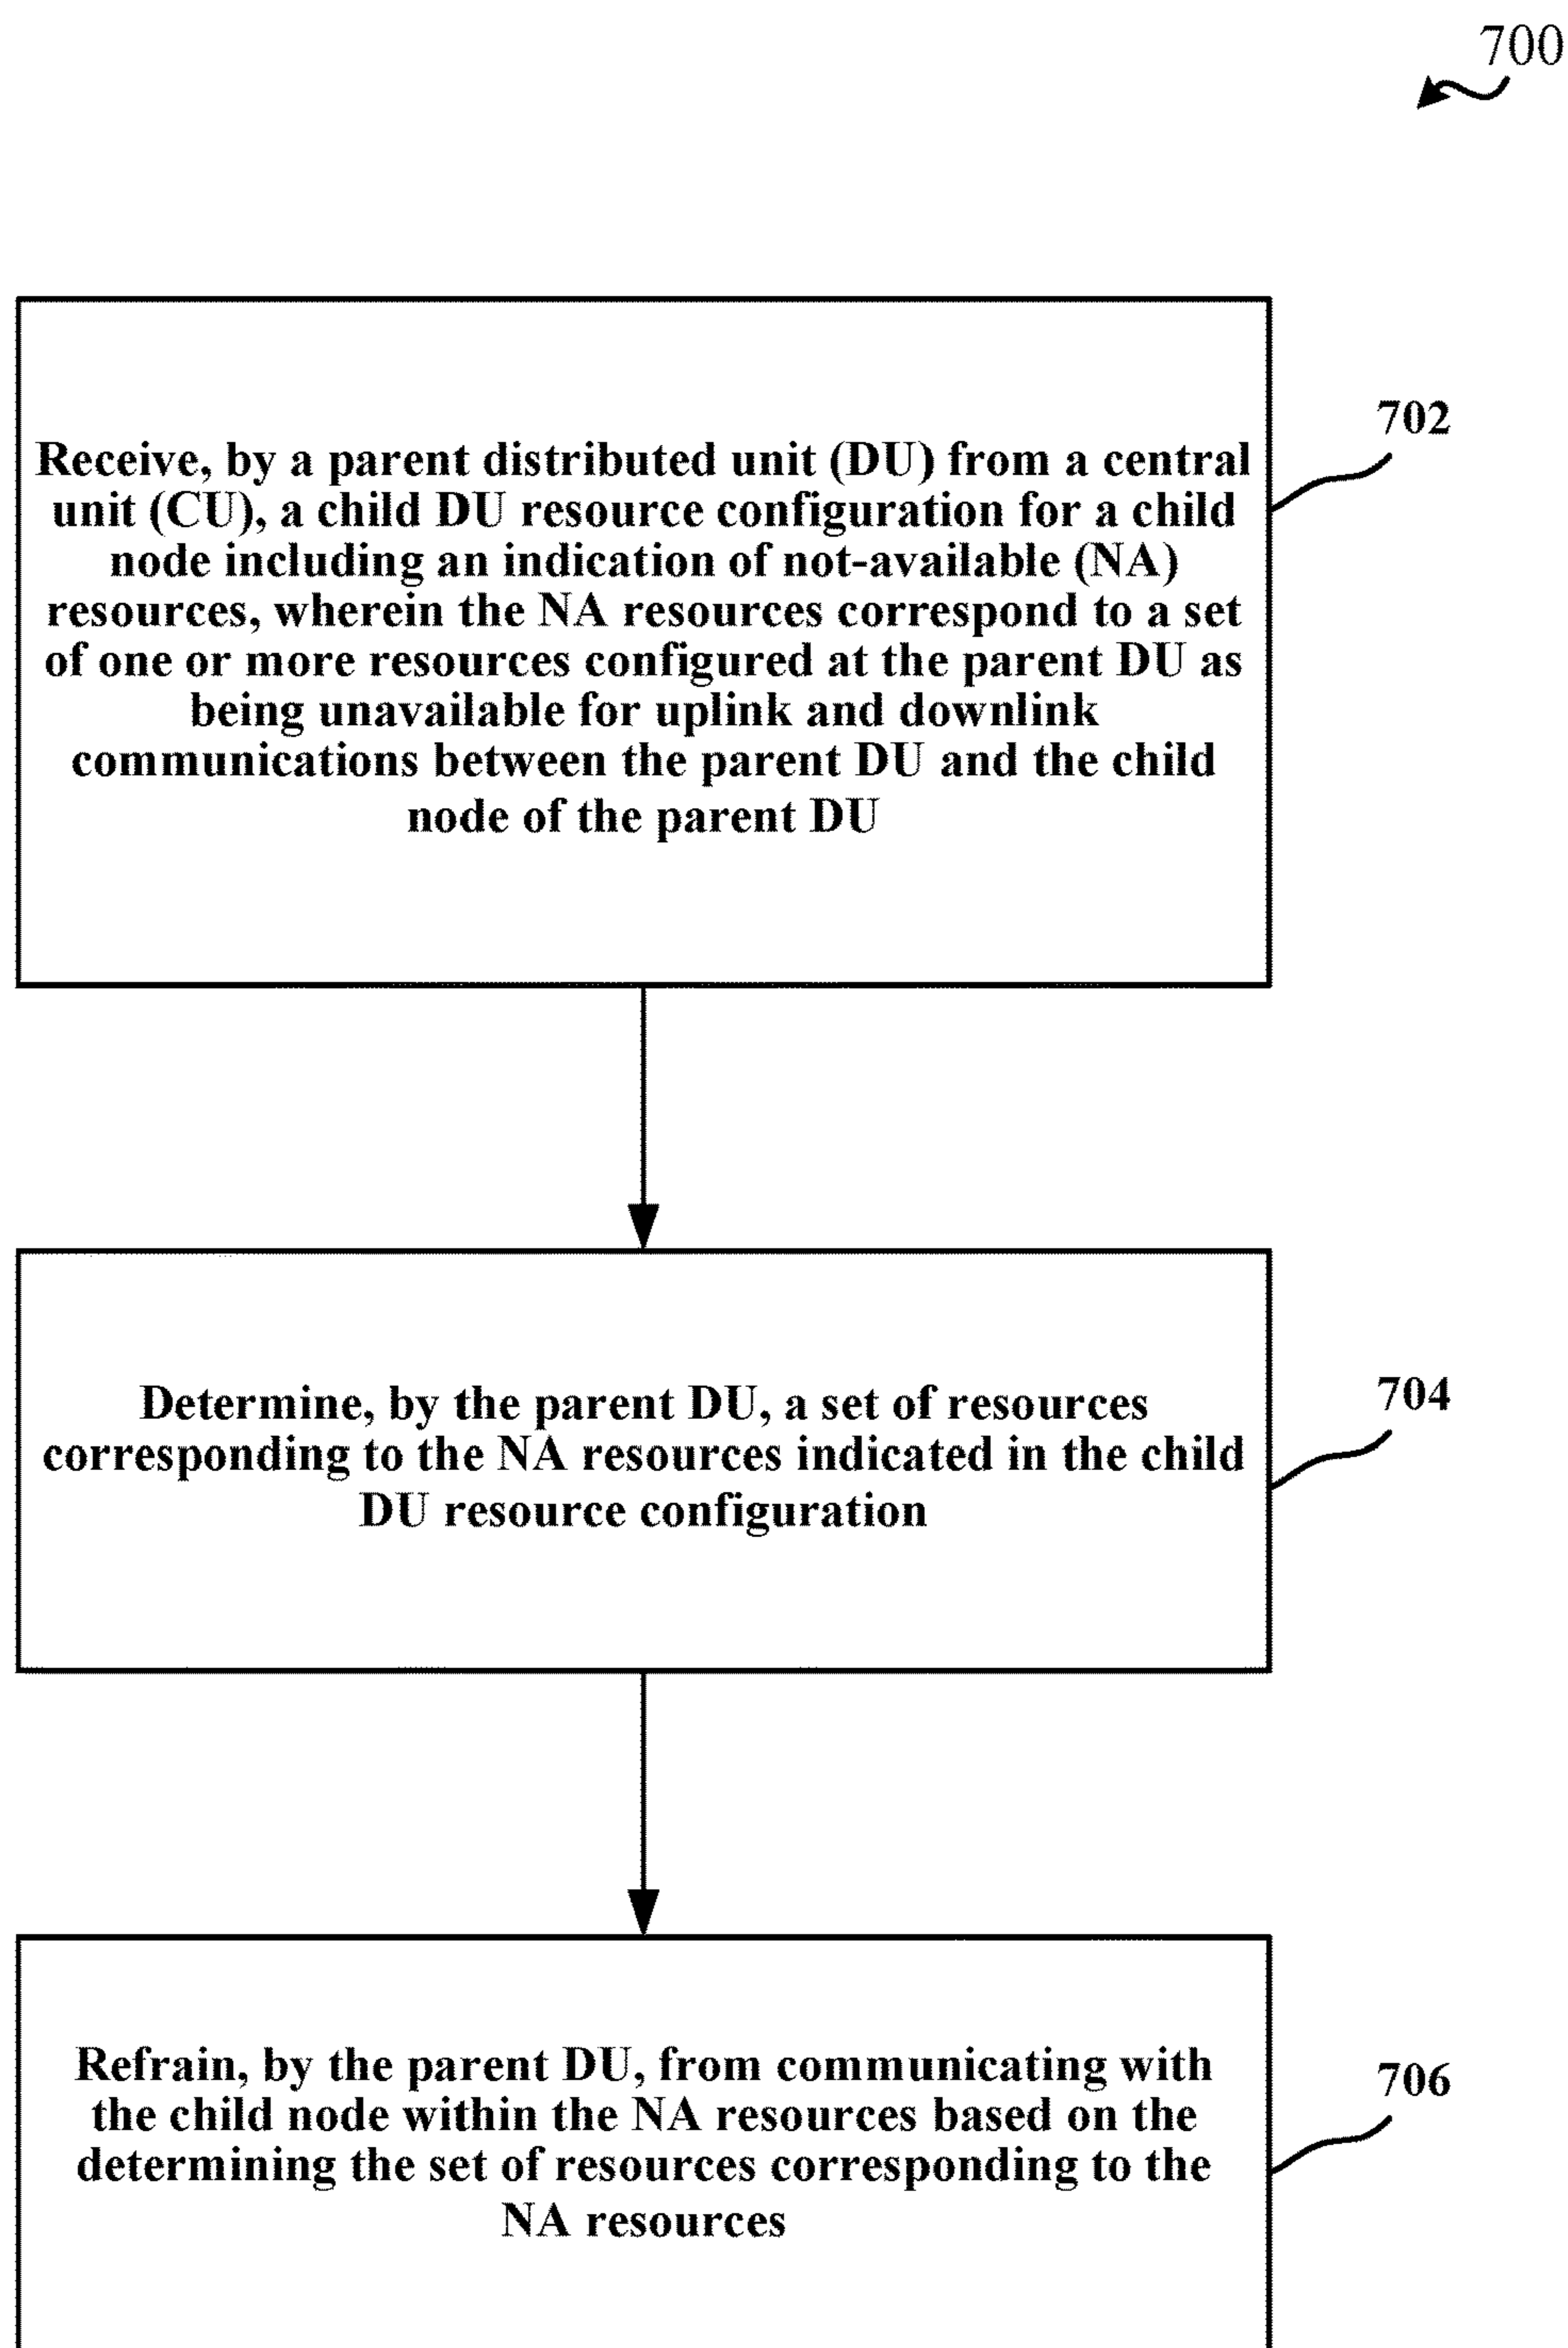 700
Receive, by a parent distributed unit (DU) from a central
unit (CU), a child DU resource configuration for a child
node including an indication of not-available (NA)
resources, wherein the NA resources correspond to a set
of one or more resources configured at the parent DU as
being unavailable for uplink and downlink
communications between the parent DU and the child
node of the parent DU
702
Determine, by the parent DU, a set of resources
corresponding to the NA resources indicated in the child
DU resource configuration
704
Refrain, by the parent DU, from communicating with
the child node within the NA resources based on the
determining the set of resources corresponding to the
NA resources
706